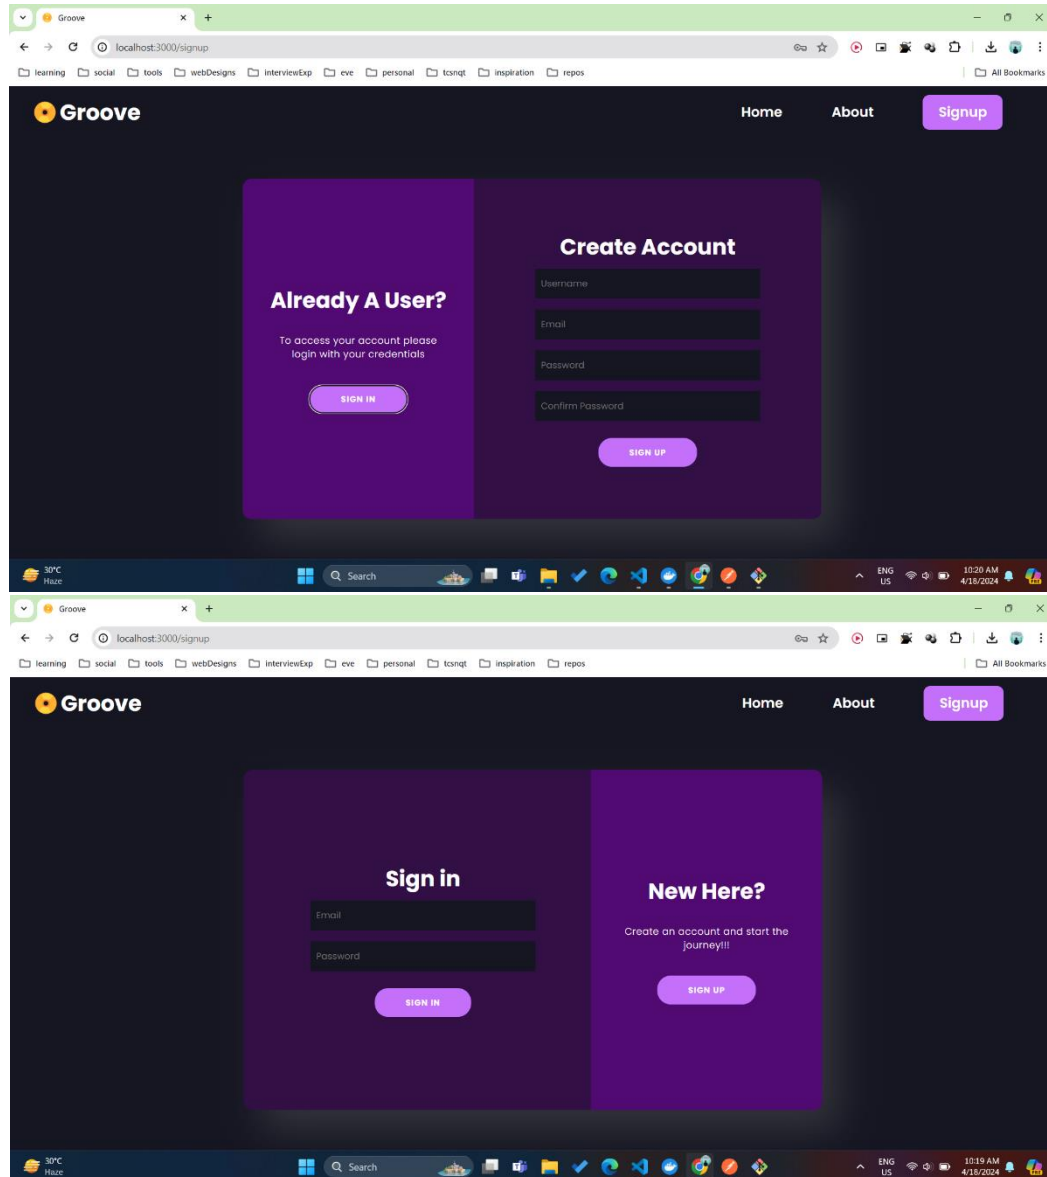 Groove
localhost:3000/signup
learning social tools webDesigns interviewExp eve personal tcsnqt inspiration repos All Bookmarks
Groove Home About Signup
Already A User?
To access your account please
login with your credentials
SIGN IN
Create Account
Username
Email
Password
Confirm Password
SIGN UP
30°C
Haze
Search
ENG
US
10:20 AM
4/18/2024
Groove
localhost:3000/signup
learning social tools webDesigns interviewExp eve personal tcsnqt inspiration repos All Bookmarks
Groove Home About Signup
Sign in
Email
Password
SIGN IN
New Here?
Create an account and start the
journey!!!
SIGN UP
30°C
Haze
Search
ENG
US
10:19 AM
4/18/2024